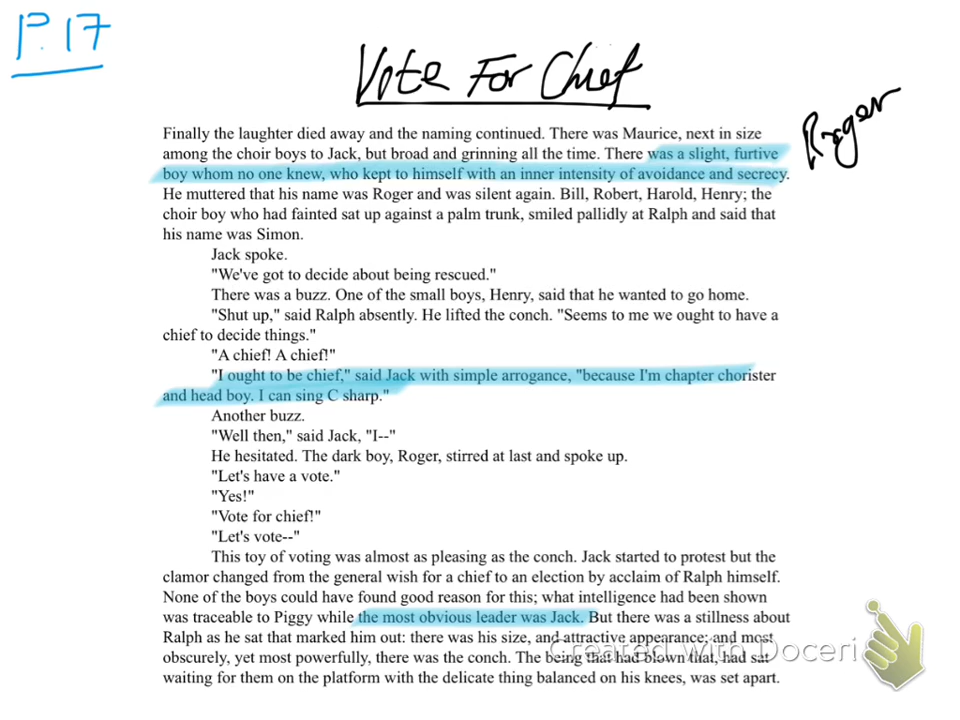 P.17
Vote For Chief
Roger
Finally the laughter died away and the naming continued. There was Maurice, next in size
among the choir boys to Jack, but broad and grinning all the time. There was a slight, furtive
boy whom no one knew, who kept to himself with an inner intensity of avoidance and secrecy.
He muttered that his name was Roger and was silent again. Bill, Robert, Harold, Henry; the
choir boy who had fainted sat up against a palm trunk, smiled pallidly at Ralph and said that
his name was Simon.
Jack spoke.
"We've got to decide about being rescued."
There was a buzz. One of the small boys, Henry, said that he wanted to go home.
"Shut up," said Ralph absently. He lifted the conch. "Seems to me we ought to have a
chief to decide things."
"A chief! A chief!"
"I ought to be chief," said Jack with simple arrogance, "because I'm chapter chorister
and head boy. I can sing C sharp."
Another buzz.
"Well then," said Jack, "I--"
He hesitated. The dark boy, Roger, stirred at last and spoke up.
"Let's have a vote."
"Yes!"
"Vote for chief!"
"Let's vote--"
This toy of voting was almost as pleasing as the conch. Jack started to protest but the
clamor changed from the general wish for a chief to an election by acclaim of Ralph himself.
None of the boys could have found good reason for this; what intelligence had been shown
was traceable to Piggy while the most obvious leader was Jack. But there was a stillness about
Ralph as he sat that marked him out: there was his size, and attractive appearance; and most
obscurely, yet most powerfully, there was the conch. The being that had blown that, had sat
waiting for them on the platform with the delicate thing balanced on his knees, was set apart.
Created With Doceri